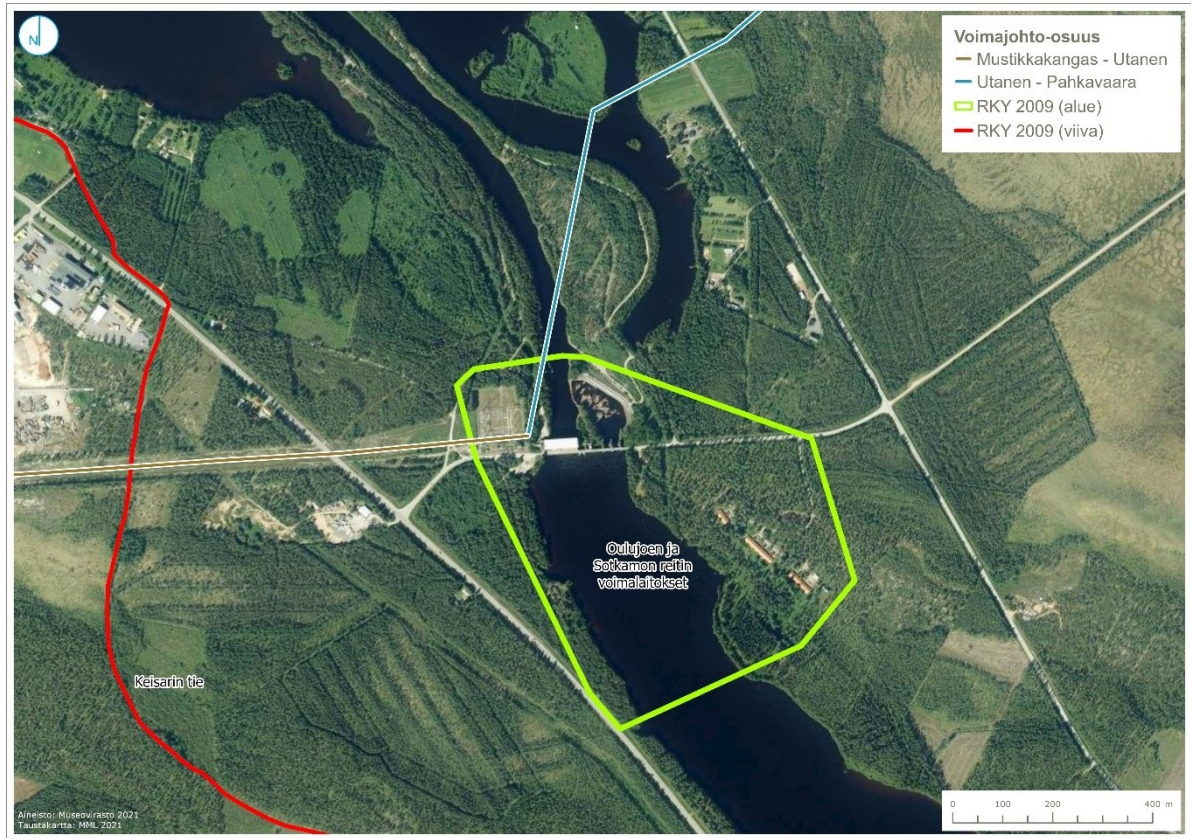 N
Voimajohto-osuus
Mustikkakangas - Utanen
Utanen - Pahkavaara
RKY 2009 (alue)
RKY 2009 (viiva)
Oulujoen ja
Sotkamon reitin
voimalaitokset
Keisarin tie
Aineisto: Museovirasto 2021
Taustakartta: MML 2021
0 100 200 400 m